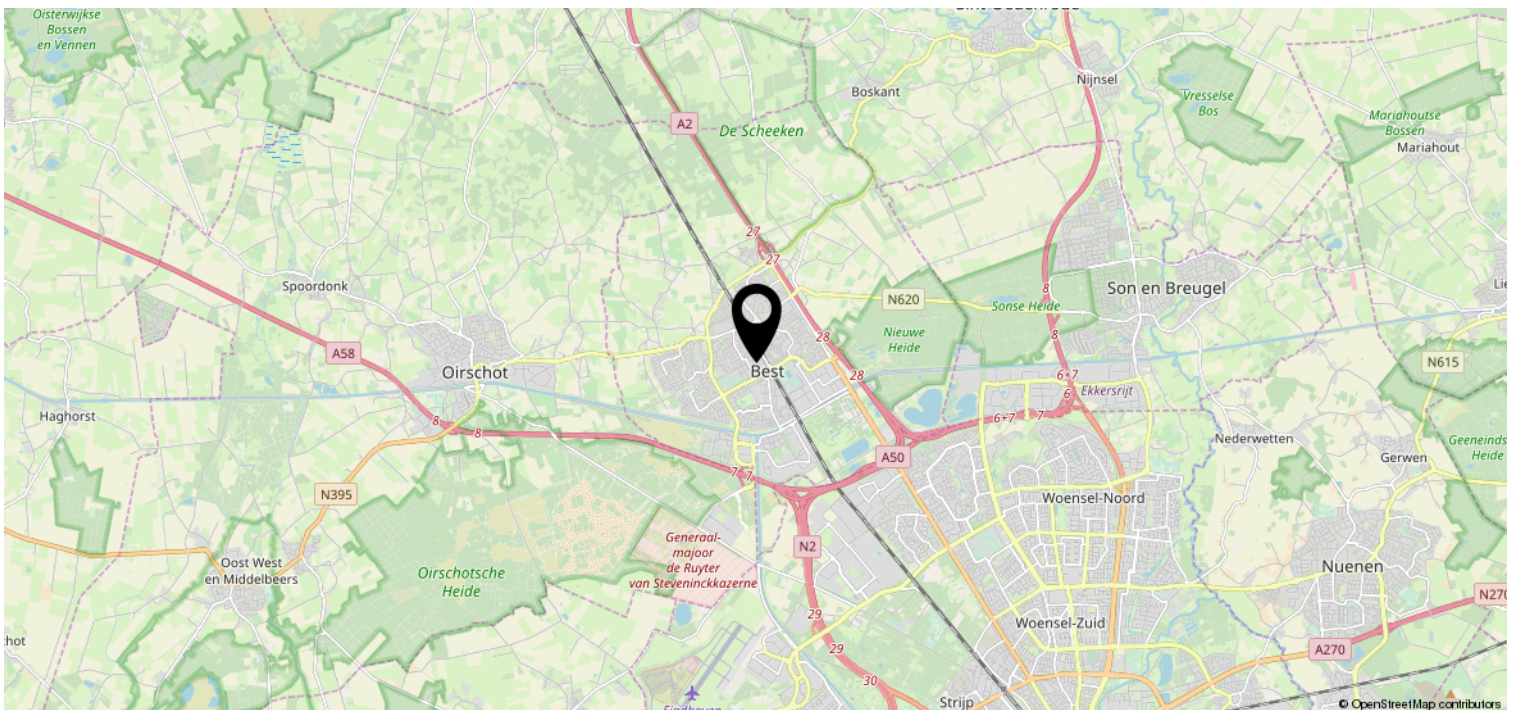 Oisterwijkse
Bossen
en Vennen
Nijnsel
Boskant
A2
De Scheeken
Vresselse
Bos
Mariahoutse
Bossen
Mariahout
27
27
Spoordonk
N620
8
Son en Breugel
Sonse Heide
Nieuwe
Heide
28
8
A58
Oirschot
Best
28
6+7
6
Ekkersrijt
N615
Haghorst
8
8
6+7
7
A50
Nederwetten
Gerwen
Heide
7
7
N395
Woensel-Noord
Generaal-
majoor
de Ruyter
van Steveninckkazerne
N2
Oost West
en Middelbeers
Oirschotsche
Heide
Nuenen
N270
29
29
Woensel-Zuid
A270
30
Strijp
© OpenStreetMap contributors